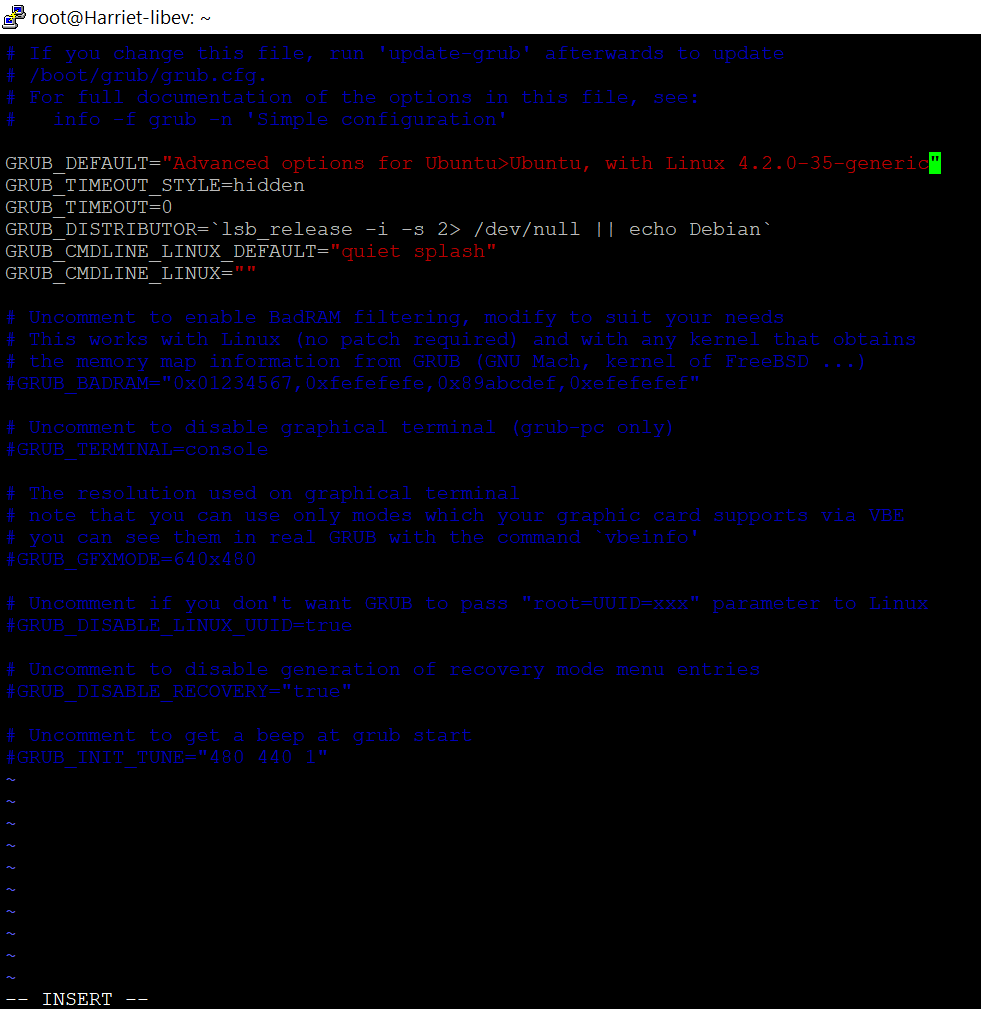 root@Harriet-libev: ~
# If you change this file, run 'update-grub' afterwards to update
# /boot/grub/grub.cfg.
# For full documentation of the options in this file, see:
#   info -f grub -n 'Simple configuration'
GRUB_DEFAULT="Advanced options for Ubuntu>Ubuntu, with Linux 4.2.0-35-generic"
GRUB_TIMEOUT_STYLE=hidden
GRUB_TIMEOUT=0
GRUB_DISTRIBUTOR=`lsb_release -i -s 2> /dev/null || echo Debian`
GRUB_CMDLINE_LINUX_DEFAULT="quiet splash"
GRUB_CMDLINE_LINUX=""
# Uncomment to enable BadRAM filtering, modify to suit your needs
# This works with Linux (no patch required) and with any kernel that obtains
# the memory map information from GRUB (GNU Mach, kernel of FreeBSD ...)
#GRUB_BADRAM="0x01234567,0xfefefefe,0x89abcdef,0xefefefef"
# Uncomment to disable graphical terminal (grub-pc only)
#GRUB_TERMINAL=console
# The resolution used on graphical terminal
# note that you can use only modes which your graphic card supports via VBE
# you can see them in real GRUB with the command `vbeinfo'
#GRUB_GFXMODE=640x480
# Uncomment if you don't want GRUB to pass "root=UUID=xxx" parameter to Linux
#GRUB_DISABLE_LINUX_UUID=true
# Uncomment to disable generation of recovery mode menu entries
#GRUB_DISABLE_RECOVERY="true"
# Uncomment to get a beep at grub start
#GRUB_INIT_TUNE="480 440 1"
~
~
~
~
~
~
~
~
~
~
-- INSERT --